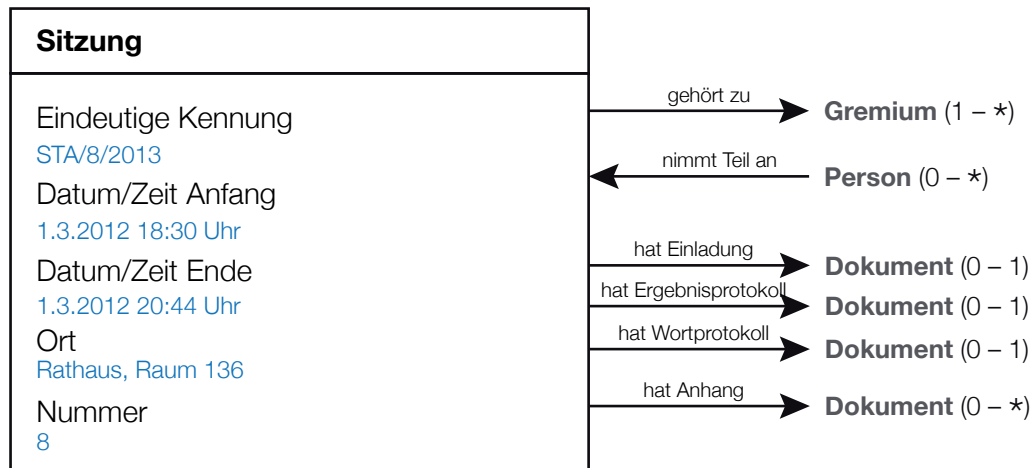 Sitzung
Eindeutige Kennung
STA/8/2013
Datum/Zeit Anfang
1.3.2012 18:30 Uhr
Datum/Zeit Ende
1.3.2012 20:44 Uhr
Ort
Rathaus, Raum 136
Nummer
8
gehört zu
Gremium (1 – *)
nimmt Teil an
Person (0 – *)
hat Einladung
Dokument (0 – 1)
hat Ergebnisprotokoll
Dokument (0 – 1)
hat Wortprotokoll
Dokument (0 – 1)
hat Anhang
Dokument (0 – *)